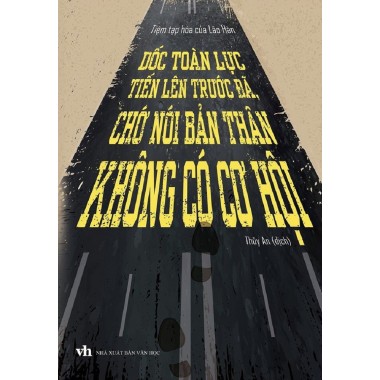 Tiệm tạp hóa của Lão Hàn
DỐC TOÀN LỰC
TIẾN LÊN TRƯỚC ĐÃ,
CHỚ NÓI BẢN THÂN
KHÔNG CÓ CƠ HỘI
Thủy An (dịch)
vh NHÀ XUẤT BẢN VĂN HỌC